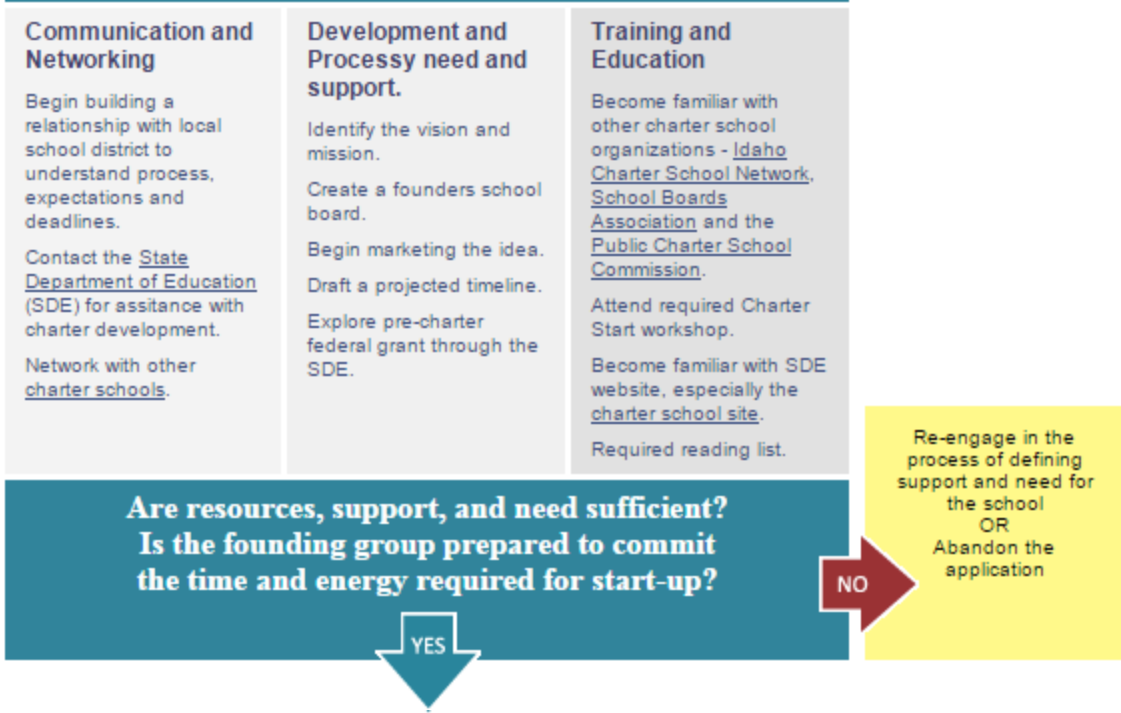 Communication and
Networking
Begin building a
relationship with local
school district to
understand process,
expectations and
deadlines.
Contact the State
Department of Education
(SDE) for assitance with
charter development.
Network with other
charter schools.
Development and
Processy need and
support.
Identify the vision and
mission.
Create a founders school
board.
Begin marketing the idea.
Draft a projected timeline.
Explore pre-charter
federal grant through the
SDE.
Training and
Education
Become familiar with
other charter school
organizations - Idaho
Charter School Network,
School Boards
Association and the
Public Charter School
Commission.
Attend required Charter
Start workshop.
Become familiar with SDE
website, especially the
charter school site.
Required reading list.
Are resources, support, and need sufficient?
Is the founding group prepared to commit
the time and energy required for start-up?
YES
NO
Re-engage in the
process of defining
support and need for
the school
OR
Abandon the
application